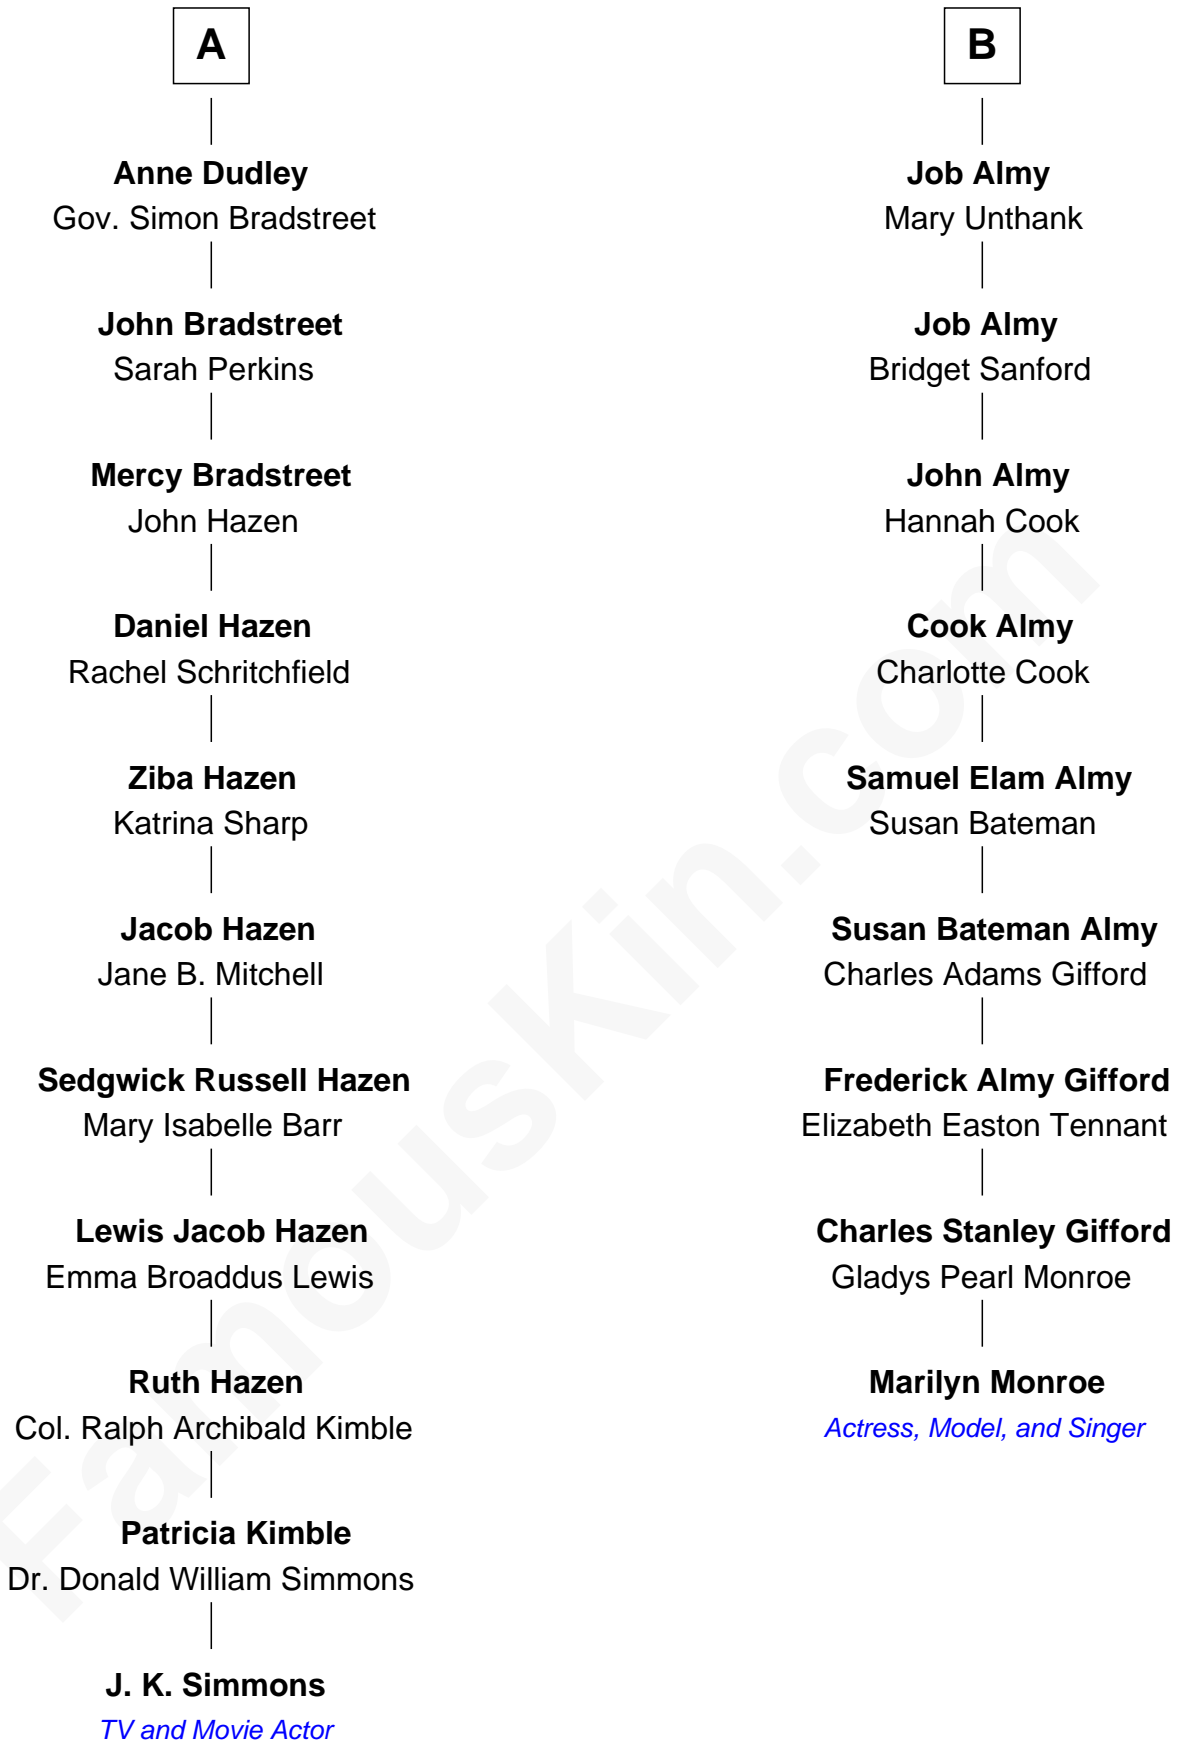 A
Anne Dudley
Gov. Simon Bradstreet
John Bradstreet
Sarah Perkins
Mercy Bradstreet
John Hazen
Daniel Hazen
Rachel Schritchfield
Ziba Hazen
Katrina Sharp
Jacob Hazen
Jane B. Mitchell
Sedgwick Russell Hazen
Mary Isabelle Barr
Lewis Jacob Hazen
Emma Broaddus Lewis
Ruth Hazen
Col. Ralph Archibald Kimble
Patricia Kimble
Dr. Donald William Simmons
J. K. Simmons
TV and Movie Actor
B
Job Almy
Mary Unthank
Job Almy
Bridget Sanford
John Almy
Hannah Cook
Cook Almy
Charlotte Cook
Samuel Elam Almy
Susan Bateman
Susan Bateman Almy
Charles Adams Gifford
Frederick Almy Gifford
Elizabeth Easton Tennant
Charles Stanley Gifford
Gladys Pearl Monroe
Marilyn Monroe
Actress, Model, and Singer
FamousKin.com